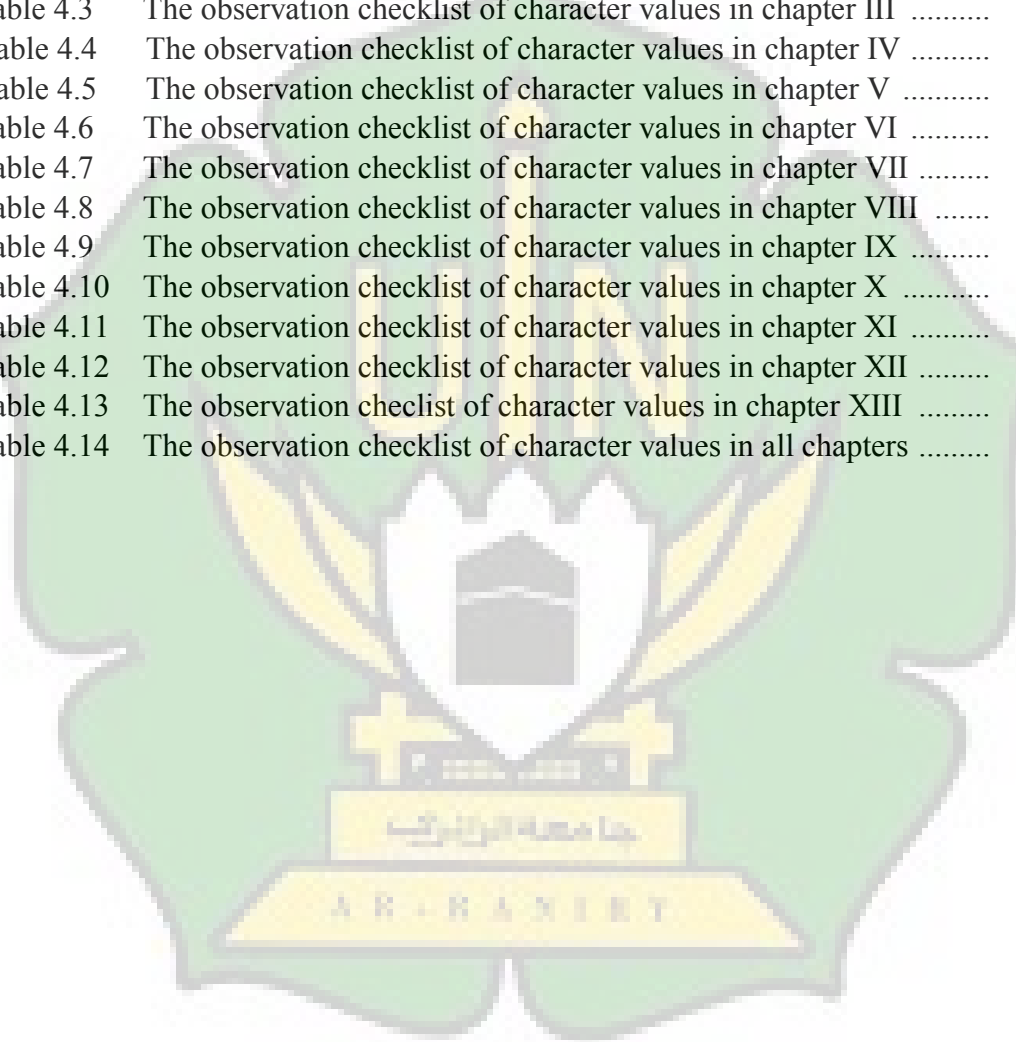 able 4.3 The observation checklist of character values in chapter III ..........
able 4.4 The observation checklist of character values in chapter IV ..........
able 4.5 The observation checklist of character values in chapter V ...........
able 4.6 The observation checklist of character values in chapter VI ..........
able 4.7 The observation checklist of character values in chapter VII .........
able 4.8 The observation checklist of character values in chapter VIII .......
able 4.9 The observation checklist of character values in chapter IX ..........
able 4.10 The observation checklist of character values in chapter X ...........
able 4.11 The observation checklist of character values in chapter XI ..........
able 4.12 The observation checklist of character values in chapter XII .........
able 4.13 The observation checlist of character values in chapter XIII .........
able 4.14 The observation checklist of character values in all chapters .........
UIN
جامعة الرانيري
AR-RANIRY